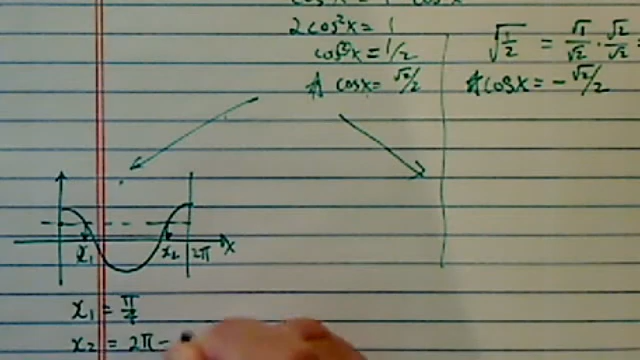 2cos²x = 1
cos²x = 1/2
cosx = √2/2
√1/2 = √1/√2 · √2/√2 =
cosx = -√2/2
x₁ x₂ 2π x
x₁ = π/4
x₂ = 2π -